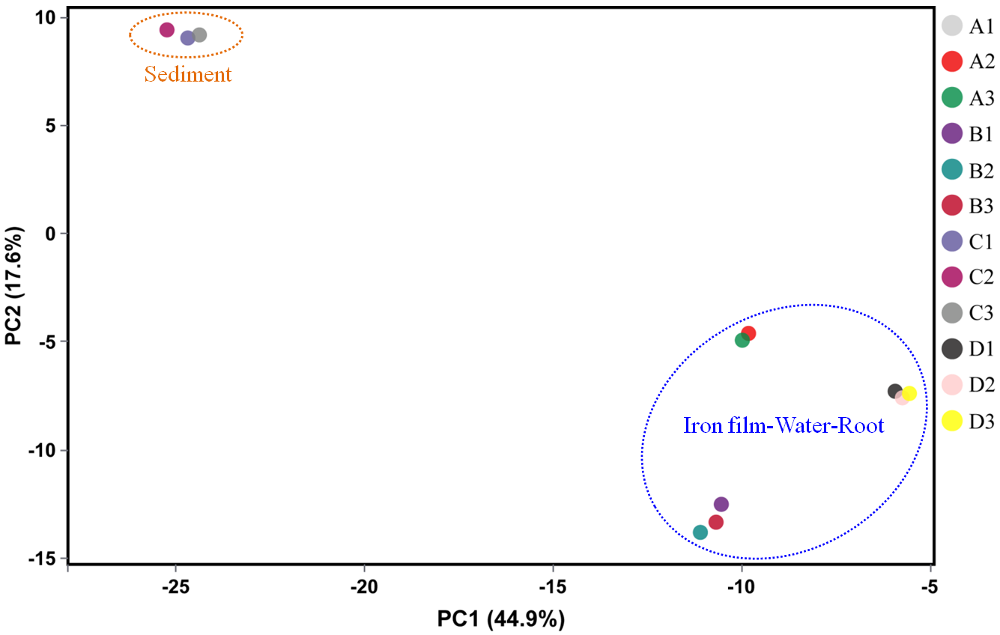 10
5
0
-5
-10
-15
PC2 (17.6%)
Sediment
Iron film-Water-Root
-25
-20
-15
-10
-5
PC1 (44.9%)
A1
A2
A3
B1
B2
B3
C1
C2
C3
D1
D2
D3